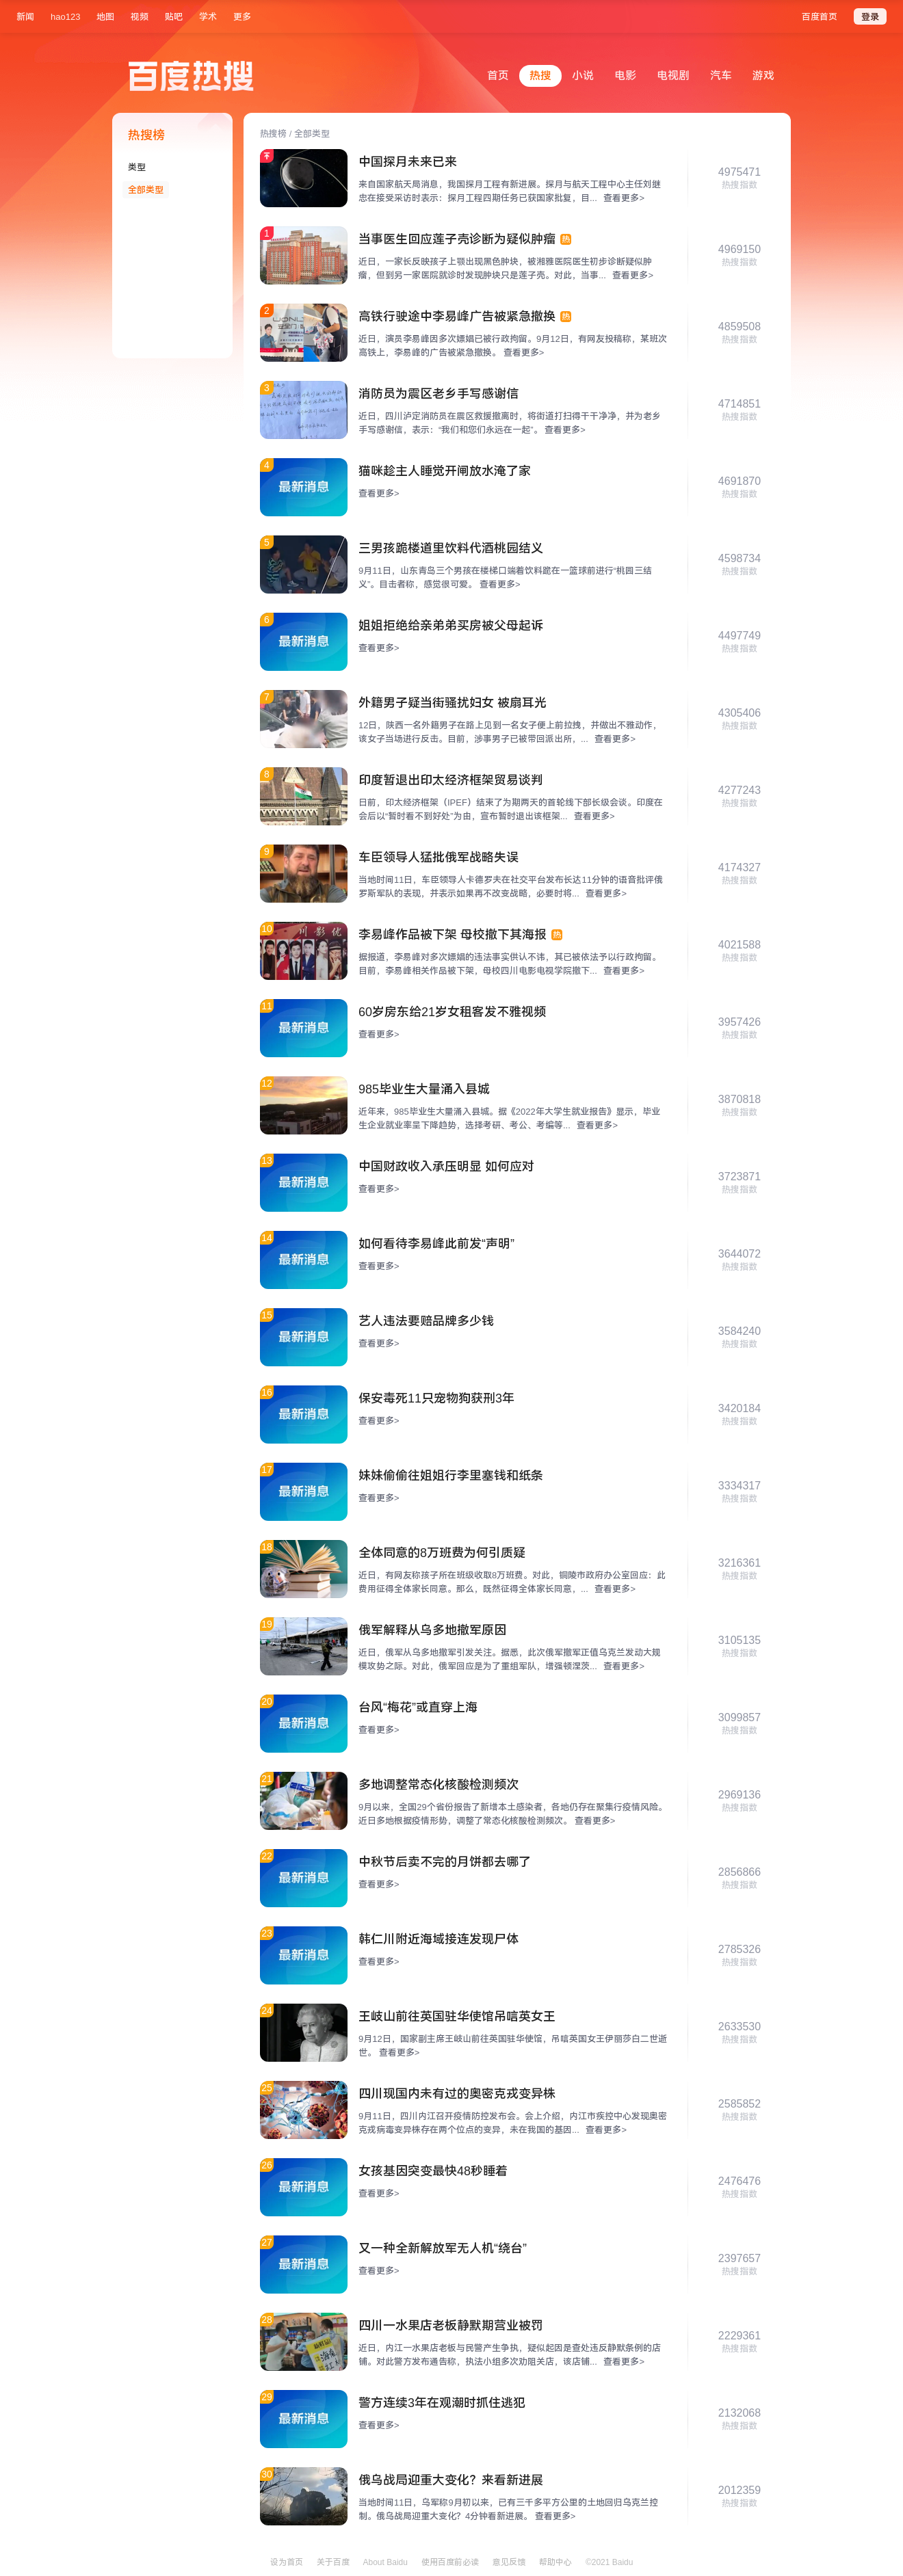 新闻 hao123 地图 视频 贴吧 学术 更多 百度首页 登录
百度热搜
首页 热搜 小说 电影 电视剧 汽车 游戏
热搜榜
类型
全部类型
热搜榜 / 全部类型
中国探月未来已来
来自国家航天局消息，我国探月工程有新进展。探月与航天工程中心主任刘继
忠在接受采访时表示：探月工程四期任务已获国家批复，目... 查看更多>
4975471
热搜指数
1
当事医生回应莲子壳诊断为疑似肿瘤 热
近日，一家长反映孩子上颚出现黑色肿块，被湘雅医院医生初步诊断疑似肿
瘤，但到另一家医院就诊时发现肿块只是莲子壳。对此，当事... 查看更多>
4969150
热搜指数
2
高铁行驶途中李易峰广告被紧急撤换 热
近日，演员李易峰因多次嫖娼已被行政拘留。9月12日，有网友投稿称，某班次
高铁上，李易峰的广告被紧急撤换。 查看更多>
4859508
热搜指数
3
消防员为震区老乡手写感谢信
近日，四川泸定消防员在震区救援撤离时，将街道打扫得干干净净，并为老乡
手写感谢信，表示：“我们和您们永远在一起”。 查看更多>
4714851
热搜指数
4
最新消息
猫咪趁主人睡觉开闸放水淹了家
查看更多>
4691870
热搜指数
5
三男孩跪楼道里饮料代酒桃园结义
9月11日，山东青岛三个男孩在楼梯口端着饮料跪在一篮球前进行“桃园三结
义”。目击者称，感觉很可爱。 查看更多>
4598734
热搜指数
6
最新消息
姐姐拒绝给亲弟弟买房被父母起诉
查看更多>
4497749
热搜指数
7
外籍男子疑当街骚扰妇女 被扇耳光
12日，陕西一名外籍男子在路上见到一名女子便上前拉拽，并做出不雅动作，
该女子当场进行反击。目前，涉事男子已被带回派出所，... 查看更多>
4305406
热搜指数
8
印度暂退出印太经济框架贸易谈判
日前，印太经济框架（IPEF）结束了为期两天的首轮线下部长级会谈。印度在
会后以“暂时看不到好处”为由，宣布暂时退出该框架... 查看更多>
4277243
热搜指数
9
车臣领导人猛批俄军战略失误
当地时间11日，车臣领导人卡德罗夫在社交平台发布长达11分钟的语音批评俄
罗斯军队的表现，并表示如果再不改变战略，必要时将... 查看更多>
4174327
热搜指数
10
李易峰作品被下架 母校撤下其海报 热
据报道，李易峰对多次嫖娼的违法事实供认不讳，其已被依法予以行政拘留。
目前，李易峰相关作品被下架，母校四川电影电视学院撤下... 查看更多>
4021588
热搜指数
11
最新消息
60岁房东给21岁女租客发不雅视频
查看更多>
3957426
热搜指数
12
985毕业生大量涌入县城
近年来，985毕业生大量涌入县城。据《2022年大学生就业报告》显示，毕业
生企业就业率呈下降趋势，选择考研、考公、考编等... 查看更多>
3870818
热搜指数
13
最新消息
中国财政收入承压明显 如何应对
查看更多>
3723871
热搜指数
14
最新消息
如何看待李易峰此前发“声明”
查看更多>
3644072
热搜指数
15
最新消息
艺人违法要赔品牌多少钱
查看更多>
3584240
热搜指数
16
最新消息
保安毒死11只宠物狗获刑3年
查看更多>
3420184
热搜指数
17
最新消息
妹妹偷偷往姐姐行李里塞钱和纸条
查看更多>
3334317
热搜指数
18
全体同意的8万班费为何引质疑
近日，有网友称孩子所在班级收取8万班费。对此，铜陵市政府办公室回应：此
费用征得全体家长同意。那么，既然征得全体家长同意，... 查看更多>
3216361
热搜指数
19
俄军解释从乌多地撤军原因
近日，俄军从乌多地撤军引发关注。据悉，此次俄军撤军正值乌克兰发动大规
模攻势之际。对此，俄军回应是为了重组军队，增强顿涅茨... 查看更多>
3105135
热搜指数
20
最新消息
台风“梅花”或直穿上海
查看更多>
3099857
热搜指数
21
多地调整常态化核酸检测频次
9月以来，全国29个省份报告了新增本土感染者，各地仍存在聚集行疫情风险。
近日多地根据疫情形势，调整了常态化核酸检测频次。 查看更多>
2969136
热搜指数
22
最新消息
中秋节后卖不完的月饼都去哪了
查看更多>
2856866
热搜指数
23
最新消息
韩仁川附近海域接连发现尸体
查看更多>
2785326
热搜指数
24
王岐山前往英国驻华使馆吊唁英女王
9月12日，国家副主席王岐山前往英国驻华使馆，吊唁英国女王伊丽莎白二世逝
世。 查看更多>
2633530
热搜指数
25
四川现国内未有过的奥密克戎变异株
9月11日，四川内江召开疫情防控发布会。会上介绍，内江市疾控中心发现奥密
克戎病毒变异株存在两个位点的变异，未在我国的基因... 查看更多>
2585852
热搜指数
26
最新消息
女孩基因突变最快48秒睡着
查看更多>
2476476
热搜指数
27
最新消息
又一种全新解放军无人机“绕台”
查看更多>
2397657
热搜指数
28
四川一水果店老板静默期营业被罚
近日，内江一水果店老板与民警产生争执，疑似起因是查处违反静默条例的店
铺。对此警方发布通告称，执法小组多次劝阻关店，该店铺... 查看更多>
2229361
热搜指数
29
最新消息
警方连续3年在观潮时抓住逃犯
查看更多>
2132068
热搜指数
30
俄乌战局迎重大变化？来看新进展
当地时间11日，乌军称9月初以来，已有三千多平方公里的土地回归乌克兰控
制。俄乌战局迎重大变化？4分钟看新进展。 查看更多>
2012359
热搜指数
设为首页 关于百度 About Baidu 使用百度前必读 意见反馈 帮助中心 ©2021 Baidu